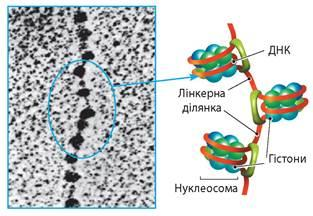 ДНК
Лінкерна
ділянка
Гістони
Нуклеосома